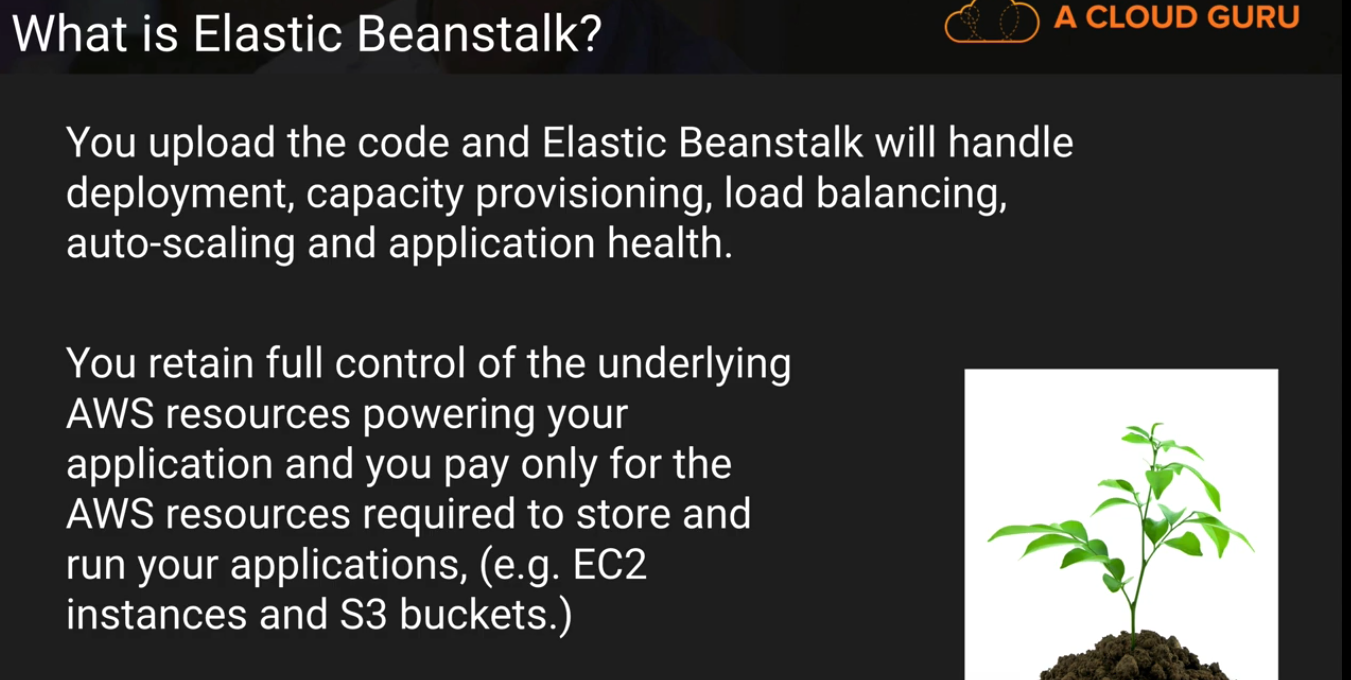 What is Elastic Beanstalk?
A CLOUD GURU
You upload the code and Elastic Beanstalk will handle
deployment, capacity provisioning, load balancing,
auto-scaling and application health.
You retain full control of the underlying
AWS resources powering your
application and you pay only for the
AWS resources required to store and
run your applications, (e.g. EC2
instances and S3 buckets.)